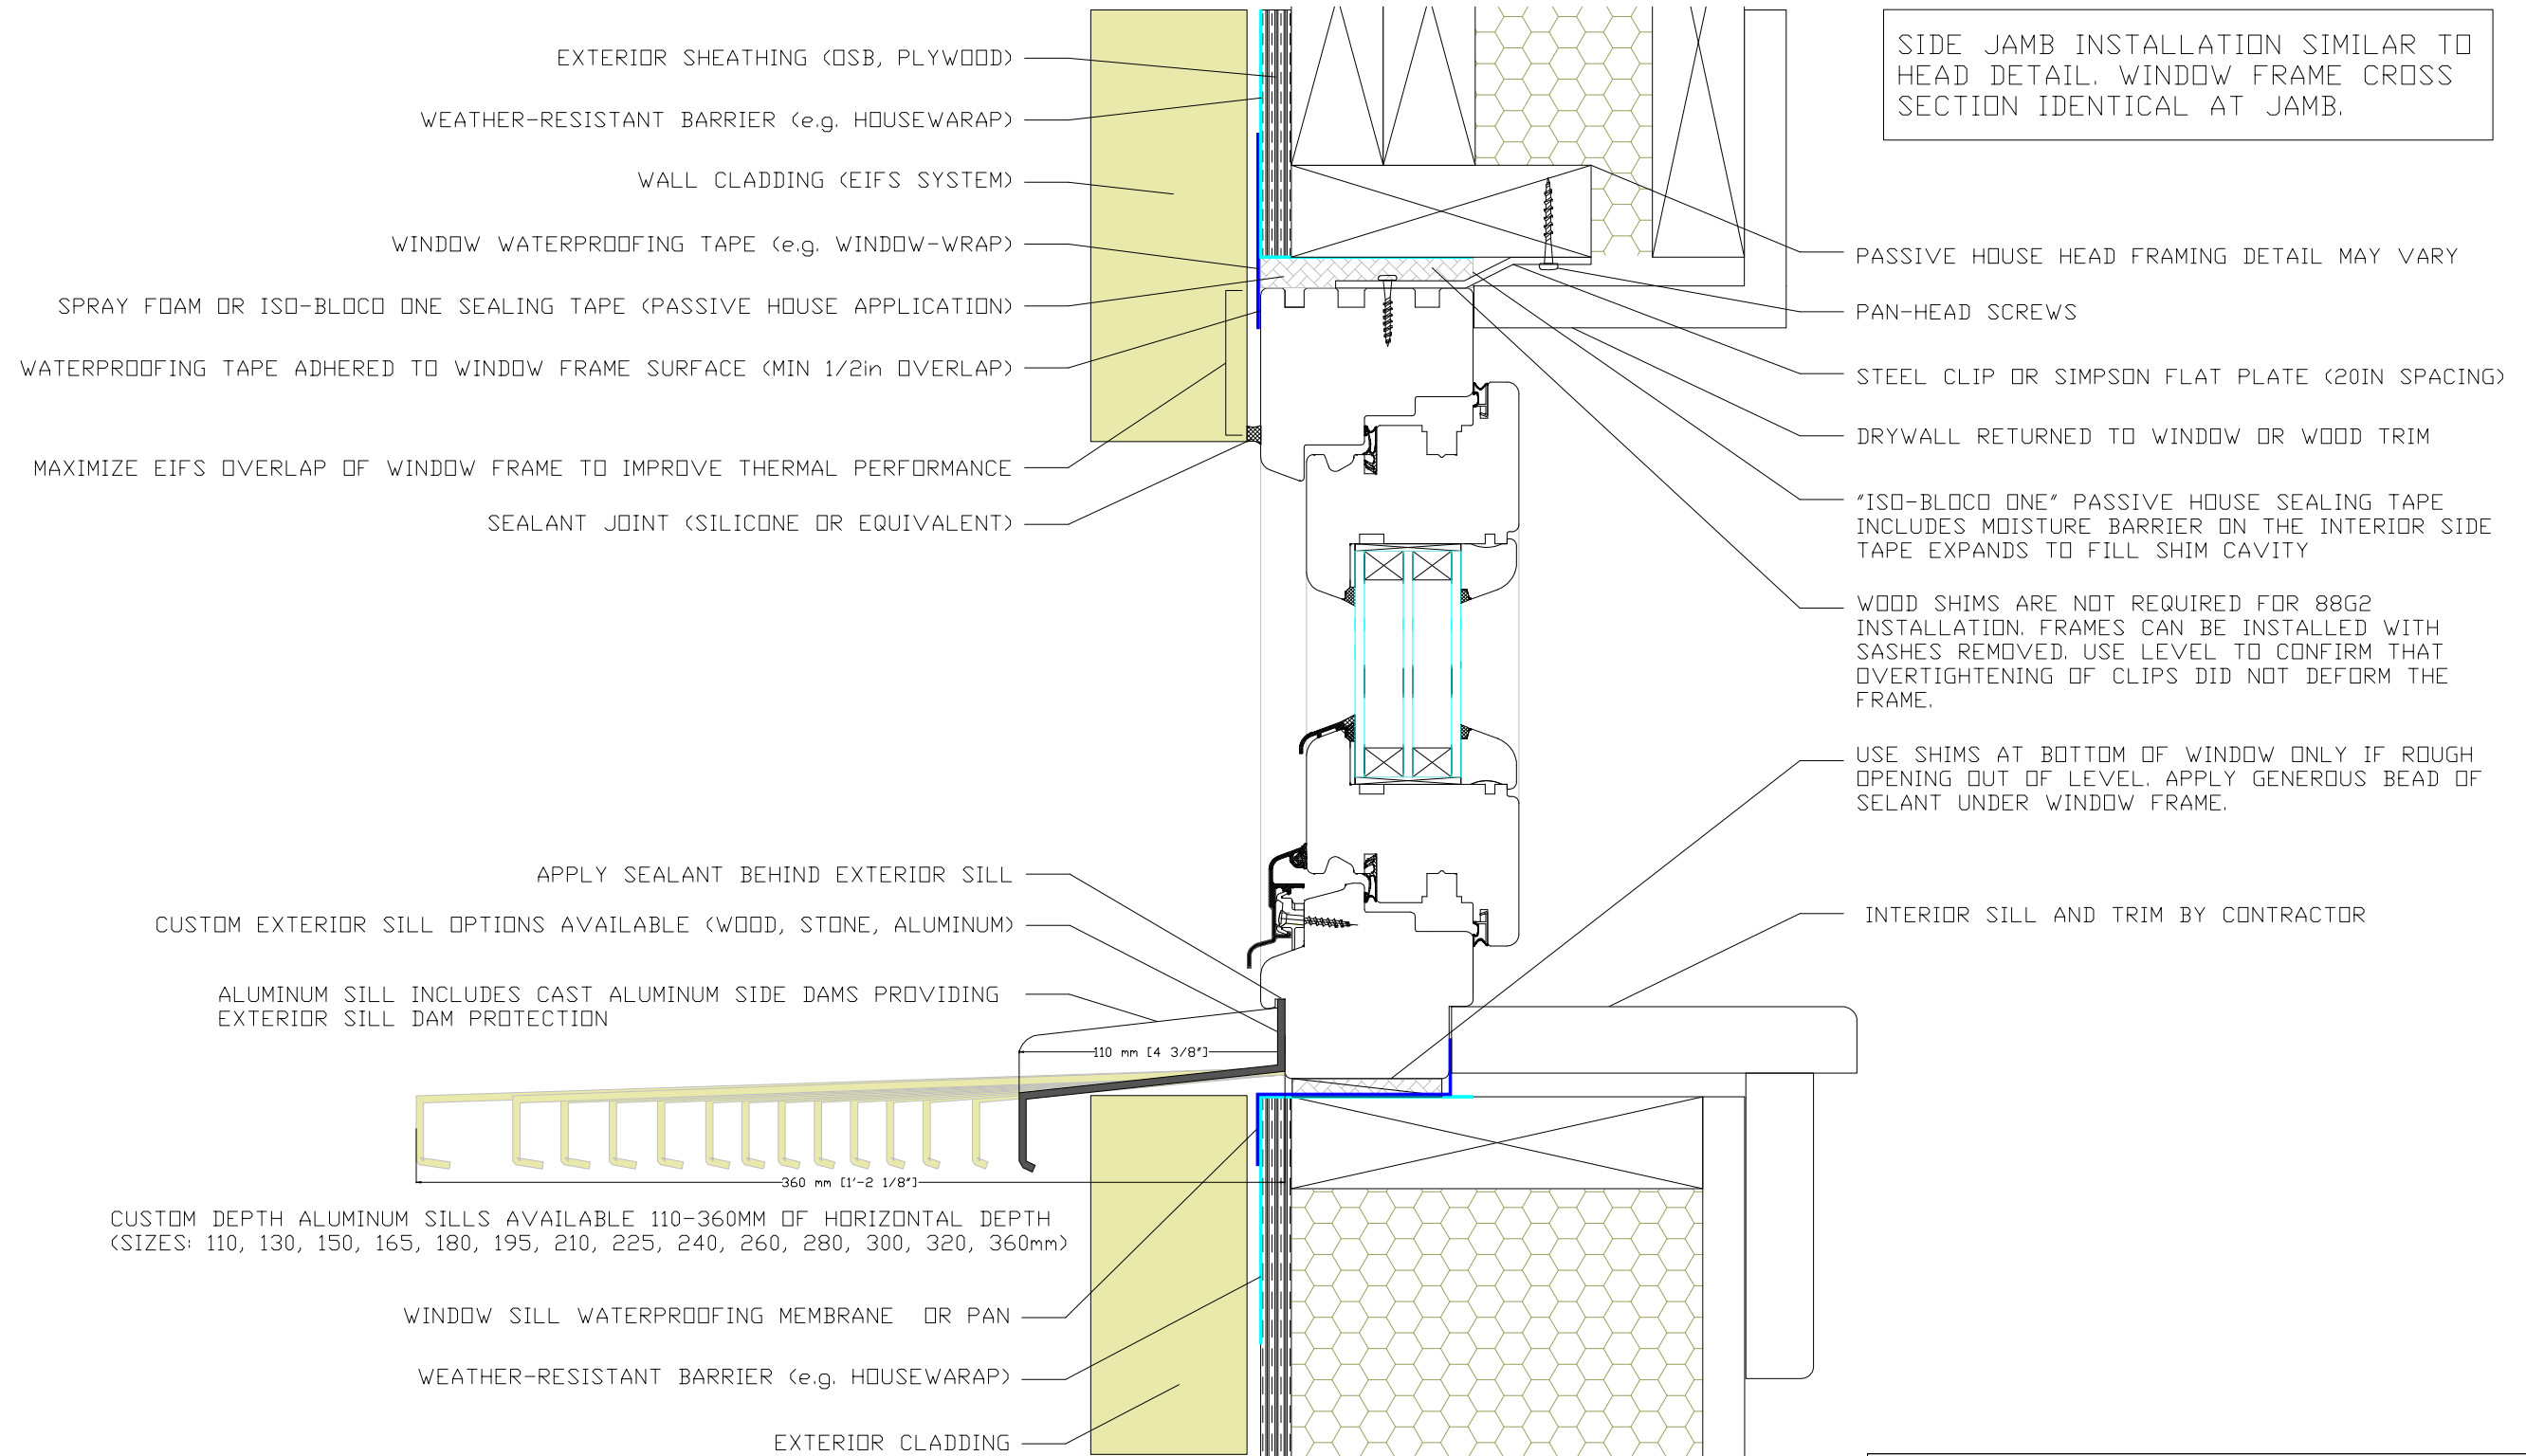 EXTERIOR SHEATHING (OSB, PLYWOOD)
WEATHER-RESISTANT BARRIER (e.g. HOUSEWARAP)
WALL CLADDING (EIFS SYSTEM)
WINDOW WATERPROOFING TAPE (e.g. WINDOW-WRAP)
SPRAY FOAM OR ISO-BLOCO ONE SEALING TAPE (PASSIVE HOUSE APPLICATION)
WATERPROOFING TAPE ADHERED TO WINDOW FRAME SURFACE (MIN 1/2in OVERLAP)
MAXIMIZE EIFS OVERLAP OF WINDOW FRAME TO IMPROVE THERMAL PERFORMANCE
SEALANT JOINT (SILICONE OR EQUIVALENT)
APPLY SEALANT BEHIND EXTERIOR SILL
CUSTOM EXTERIOR SILL OPTIONS AVAILABLE (WOOD, STONE, ALUMINUM)
ALUMINUM SILL INCLUDES CAST ALUMINUM SIDE DAMS PROVIDING
EXTERIOR SILL DAM PROTECTION
110 mm [4 3/8"]
360 mm [1'-2 1/8"]
CUSTOM DEPTH ALUMINUM SILLS AVAILABLE 110-360MM OF HORIZONTAL DEPTH
(SIZES: 110, 130, 150, 165, 180, 195, 210, 225, 240, 260, 280, 300, 320, 360mm)
WINDOW SILL WATERPROOFING MEMBRANE OR PAN
WEATHER-RESISTANT BARRIER (e.g. HOUSEWARAP)
EXTERIOR CLADDING
SIDE JAMB INSTALLATION SIMILAR TO
HEAD DETAIL. WINDOW FRAME CROSS
SECTION IDENTICAL AT JAMB.
PASSIVE HOUSE HEAD FRAMING DETAIL MAY VARY
PAN-HEAD SCREWS
STEEL CLIP OR SIMPSON FLAT PLATE (20IN SPACING)
DRYWALL RETURNED TO WINDOW OR WOOD TRIM
"ISO-BLOCO ONE" PASSIVE HOUSE SEALING TAPE
INCLUDES MOISTURE BARRIER ON THE INTERIOR SIDE
TAPE EXPANDS TO FILL SHIM CAVITY
WOOD SHIMS ARE NOT REQUIRED FOR 88G2
INSTALLATION. FRAMES CAN BE INSTALLED WITH
SASHES REMOVED. USE LEVEL TO CONFIRM THAT
OVERTIGHTENING OF CLIPS DID NOT DEFORM THE
FRAME.
USE SHIMS AT BOTTOM OF WINDOW ONLY IF ROUGH
OPENING OUT OF LEVEL. APPLY GENEROUS BEAD OF
SELANT UNDER WINDOW FRAME.
INTERIOR SILL AND TRIM BY CONTRACTOR